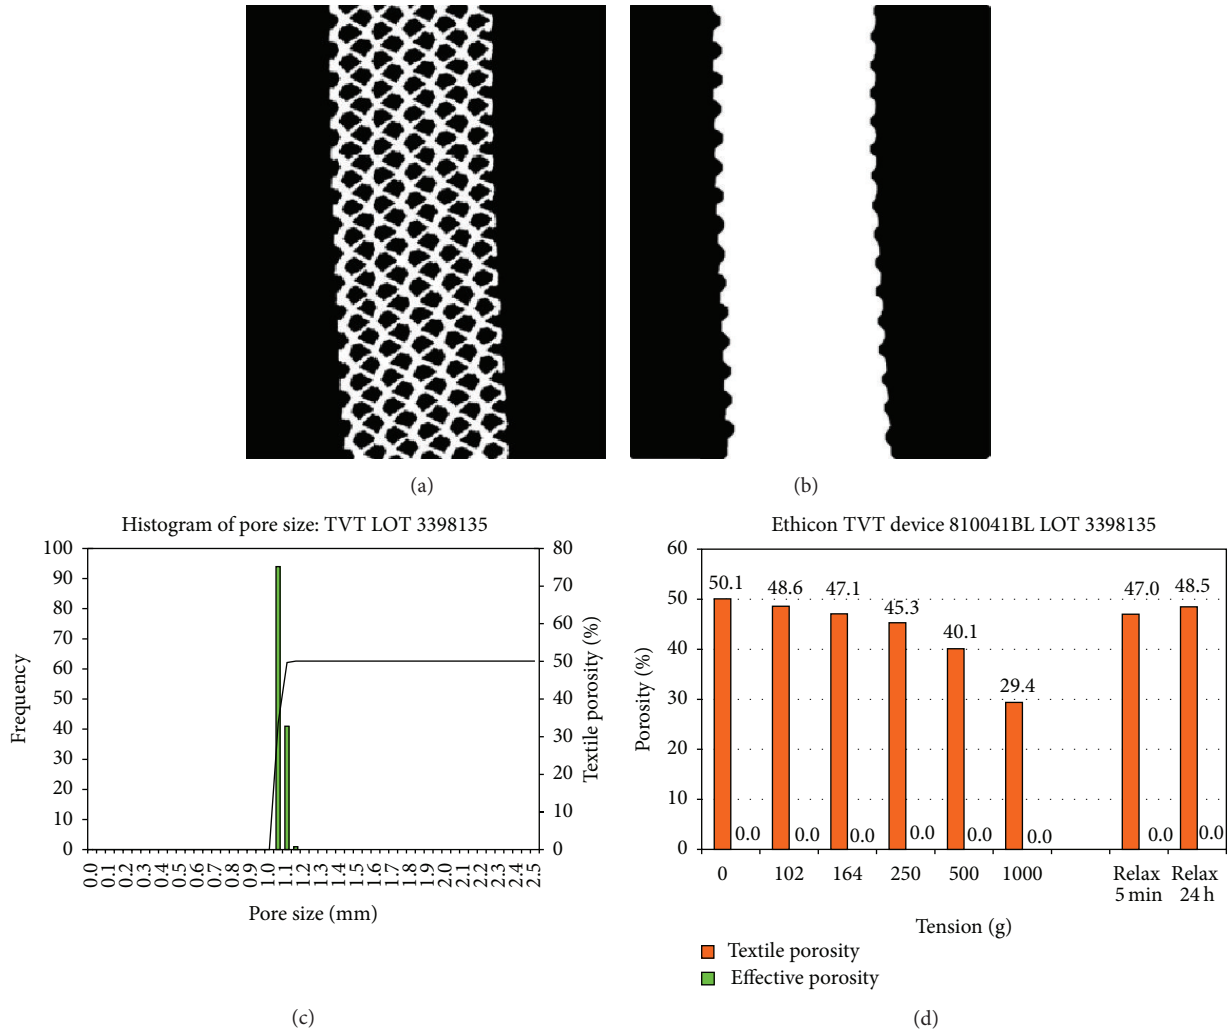 (a)
(b)
Histogram of pore size: TVT LOT 3398135
100
90
80
70
60
50
40
30
20
10
0
Frequency
80
70
60
50
40
30
20
10
0
Textile porosity (%)
0.0 0.1 0.2 0.3 0.4 0.5 0.6 0.7 0.8 0.9 1.0 1.1 1.2 1.3 1.4 1.5 1.6 1.7 1.8 1.9 2.0 2.1 2.2 2.3 2.4 2.5
Pore size (mm)
(c)
Ethicon TVT device 810041BL LOT 3398135
60
50
40
30
20
10
0
Porosity (%)
50.1 48.6 47.1 45.3 40.1 29.4 47.0 48.5
0.0 0.0 0.0 0.0 0.0 0.0 0.0 0.0
0 102 164 250 500 1000 Relax Relax
5 min 24 h
Tension (g)
Textile porosity
Effective porosity
(d)